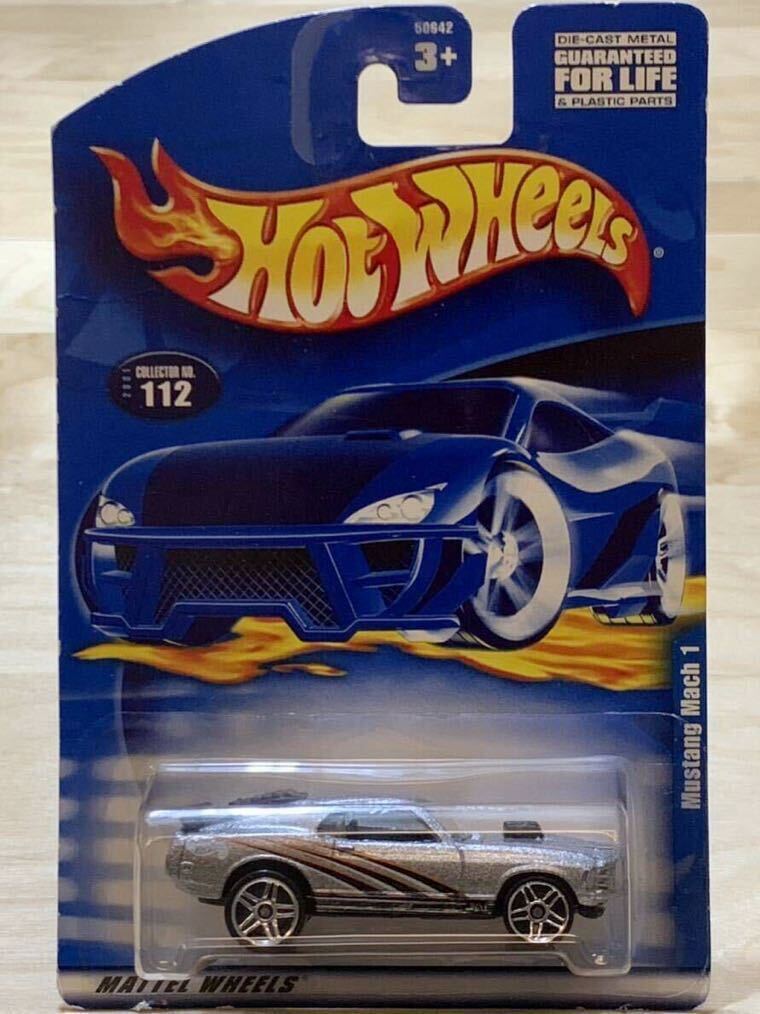 50642
3+
DIE-CAST METAL
GUARANTEED
FOR LIFE
& PLASTIC PARTS
HOT WHEELS®
2001
COLLECTOR NO.
112
Mustang Mach 1
MATTEL WHEELS